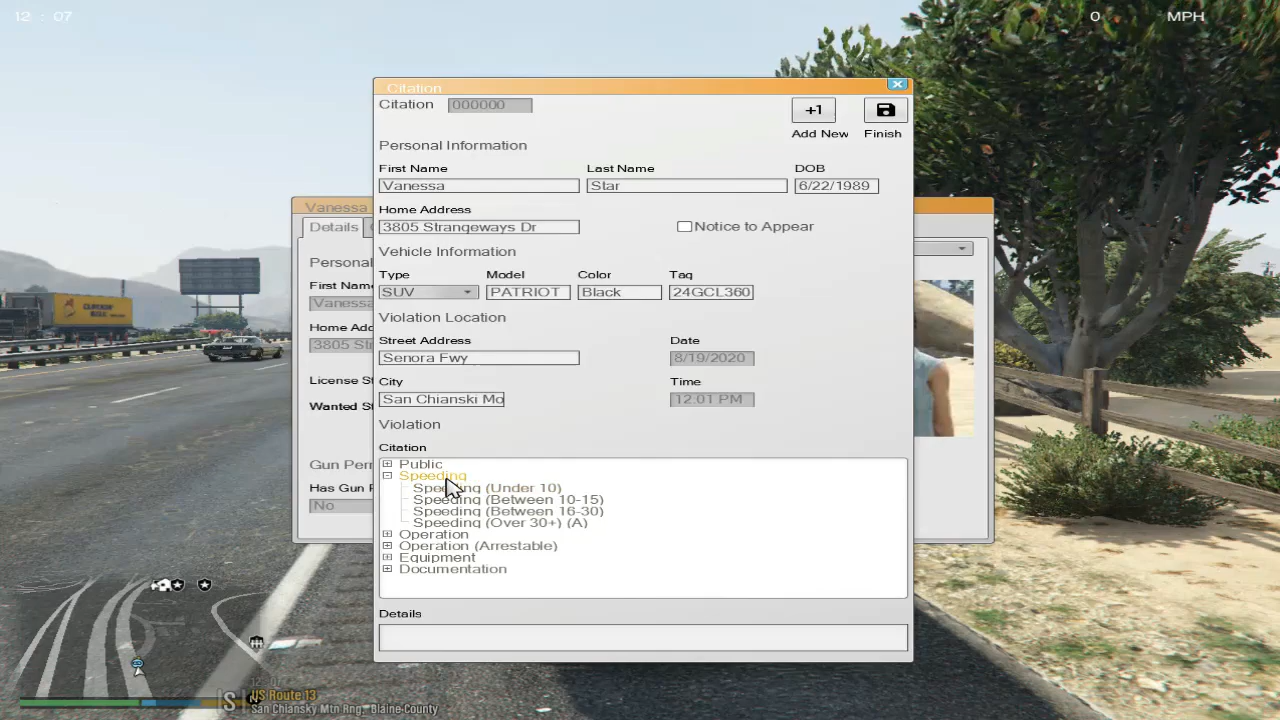 12 : 07
0 MPH
Citation
Citation 000000
+1
Add New Finish
Personal Information
First Name Last Name DOB
Vanessa Star 6/22/1989
Home Address
3805 Strangeways Dr
Notice to Appear
Vehicle Information
Type Model Color Tag
SUV PATRIOT Black 24GCL360
Violation Location
Street Address Date
Senora Fwy 8/19/2020
City Time
San Chianski Mo 12:01 PM
Violation
Citation
Public
Speeding
Speeding (Under 10)
Speeding (Between 10-15)
Speeding (Between 16-30)
Speeding (Over 30+) (A)
Operation
Operation (Arrestable)
Equipment
Documentation
Details
Vanessa
Details
Personal
First Name
Vanessa
Home Add
3805 St
License St
Wanted St
Gun Perm
Has Gun
No
US Route 13
San Chiansky Mtn Rng, Blaine County